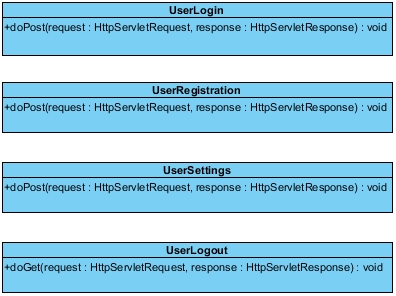 UserLogin
+doPost(request : HttpServletRequest, response : HttpServletResponse) : void
UserRegistration
+doPost(request : HttpServletRequest, response : HttpServletResponse) : void
UserSettings
+doPost(request : HttpServletRequest, response : HttpServletResponse) : void
UserLogout
+doGet(request : HttpServletRequest, response : HttpServletResponse) : void